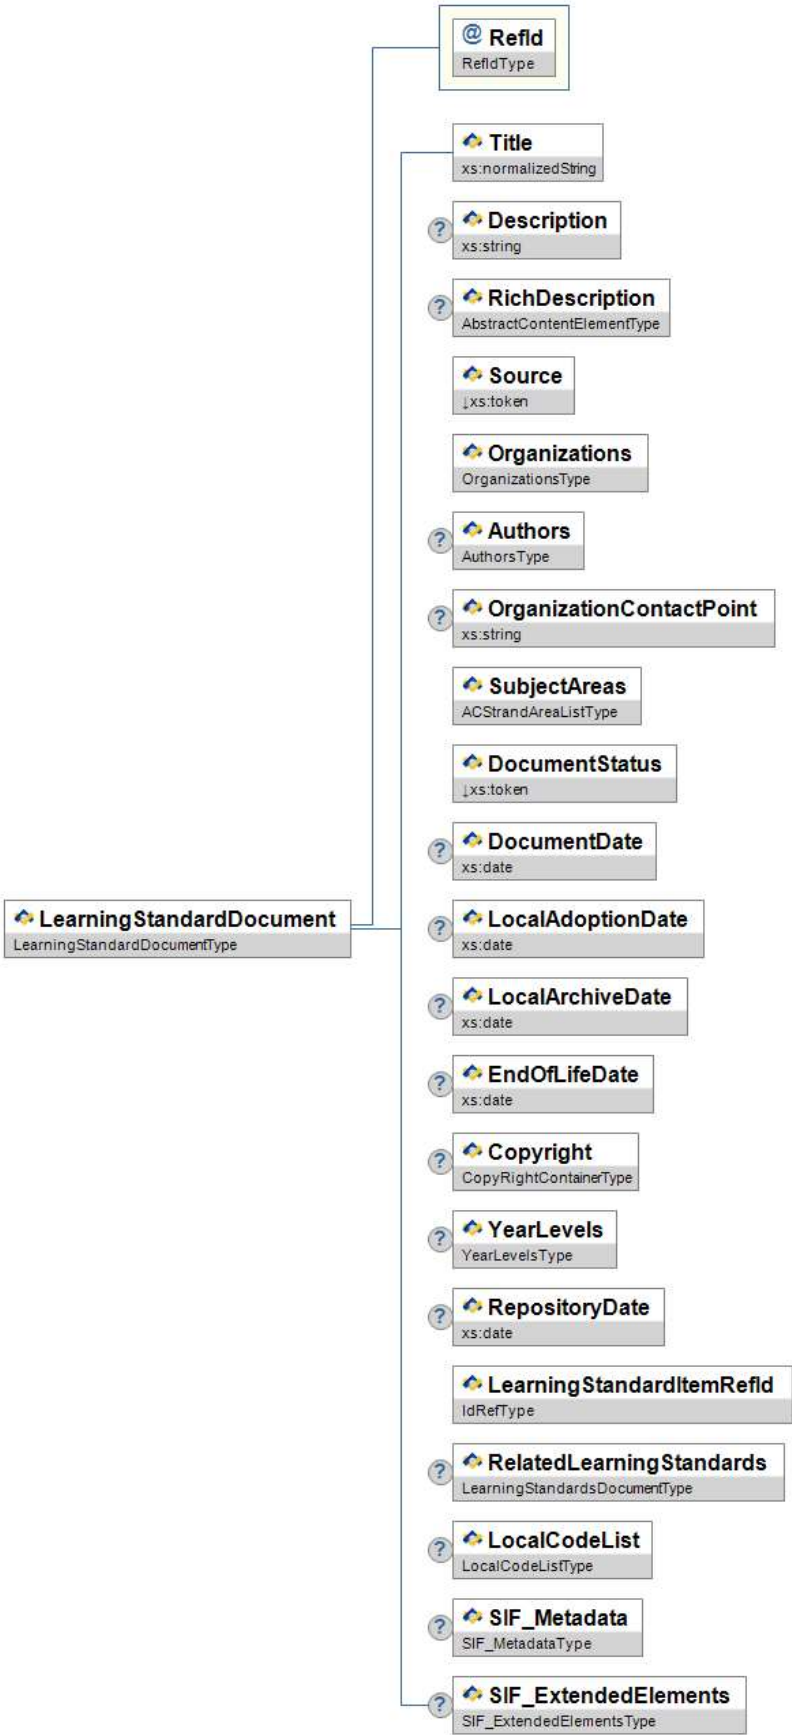 @ RefId
RefIdType
Title
xs:normalizedString
? Description
xs:string
? RichDescription
AbstractContentElementType
Source
↓xs:token
Organizations
OrganizationsType
? Authors
AuthorsType
? OrganizationContactPoint
xs:string
SubjectAreas
ACStrandAreaListType
DocumentStatus
↓xs:token
? DocumentDate
xs:date
LearningStandardDocument
LearningStandardDocumentType
? LocalAdoptionDate
xs:date
? LocalArchiveDate
xs:date
? EndOfLifeDate
xs:date
? Copyright
CopyRightContainerType
? YearLevels
YearLevelsType
? RepositoryDate
xs:date
LearningStandardItemRefId
IdRefType
? RelatedLearningStandards
LearningStandardsDocumentType
? LocalCodeList
LocalCodeListType
? SIF_Metadata
SIF_MetadataType
? SIF_ExtendedElements
SIF_ExtendedElementsType